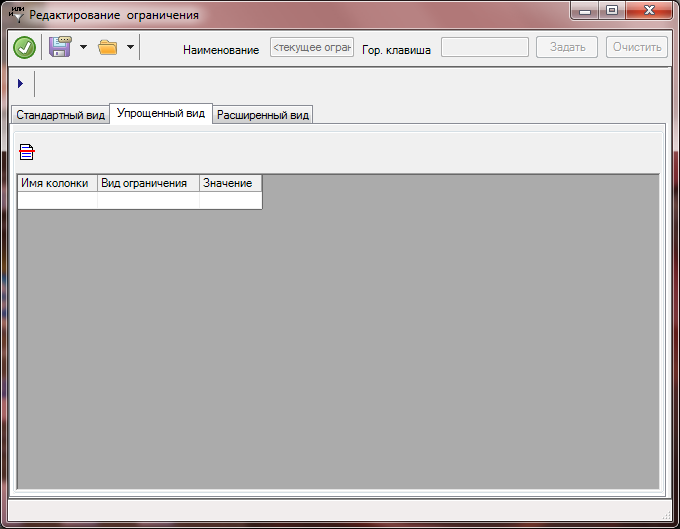 ИЛИ
Редактирование ограничения
Наименование <текущее огран Гор. клавиша Задать Очистить
Стандартный вид Упрощенный вид Расширенный вид
Имя колонки Вид ограничения Значение